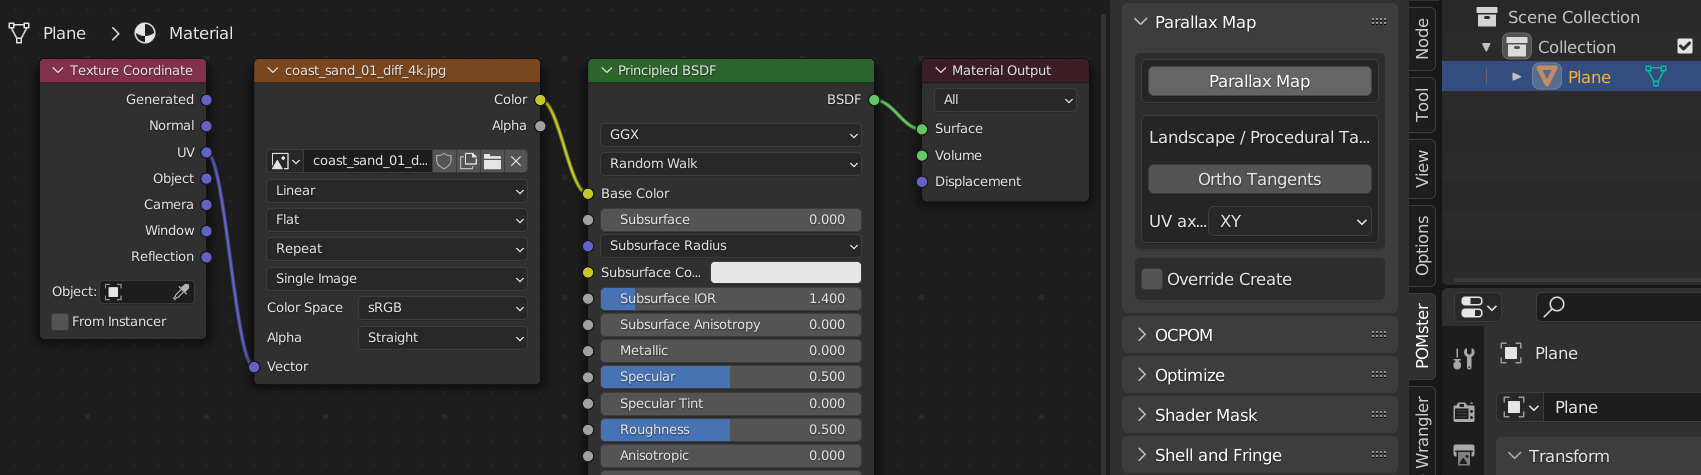 Plane > Material
Texture Coordinate
Generated
Normal
UV
Object
Camera
Window
Reflection
Object:
From Instancer
coast_sand_01_diff_4k.jpg
Color
Alpha
coast_sand_01_d...
Linear
Flat
Repeat
Single Image
Color Space sRGB
Alpha Straight
Vector
Principled BSDF
BSDF
GGX
Random Walk
Base Color
Subsurface 0.000
Subsurface Radius
Subsurface Co...
Subsurface IOR 1.400
Subsurface Anisotropy 0.000
Metallic 0.000
Specular 0.500
Specular Tint 0.000
Roughness 0.500
Anisotropic 0.000
Material Output
All
Surface
Volume
Displacement
Parallax Map
Parallax Map
Landscape / Procedural Ta...
Ortho Tangents
UV ax... XY
Override Create
OCPOM
Optimize
Shader Mask
Shell and Fringe
Node
Tool
View
Options
POMster
Wrangler
Scene Collection
Collection
Plane
Plane
Plane
Transform